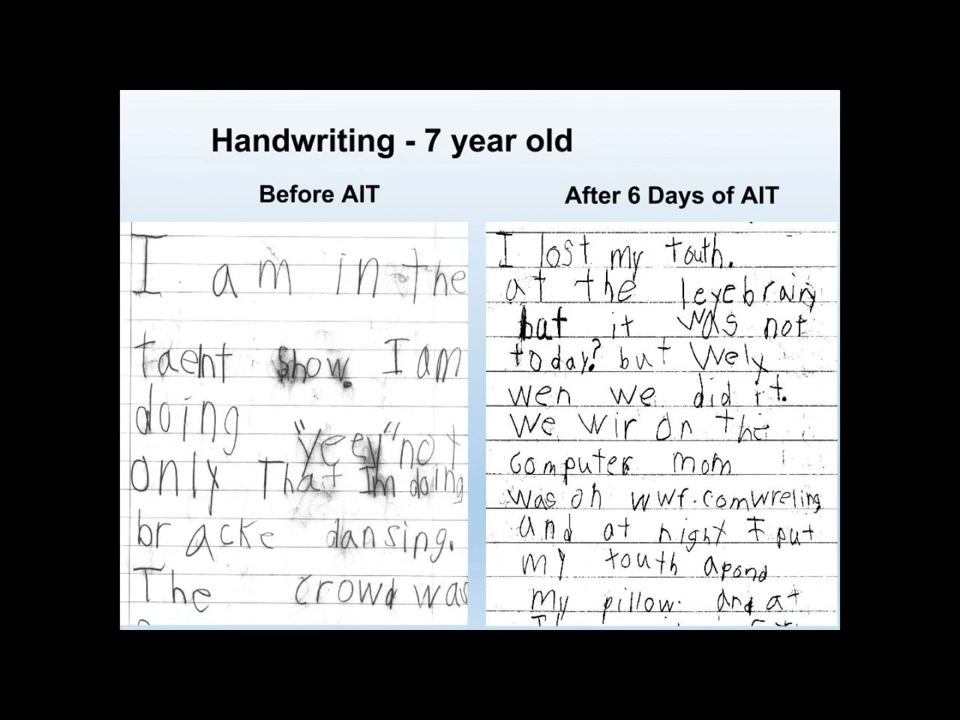 Handwriting - 7 year old
Before AIT
I am in the
taent show. I am
doing "yeey" not
only That Im doing
br acke dansing.
The crowd was
After 6 Days of AIT
I lost my touth.
at the leyebrairy
but it was not
today? but Wely
wen we did it.
We wir on the
computer mom
was on wwf.comwreling
and at night I put
my touth apond
My pillow. and at